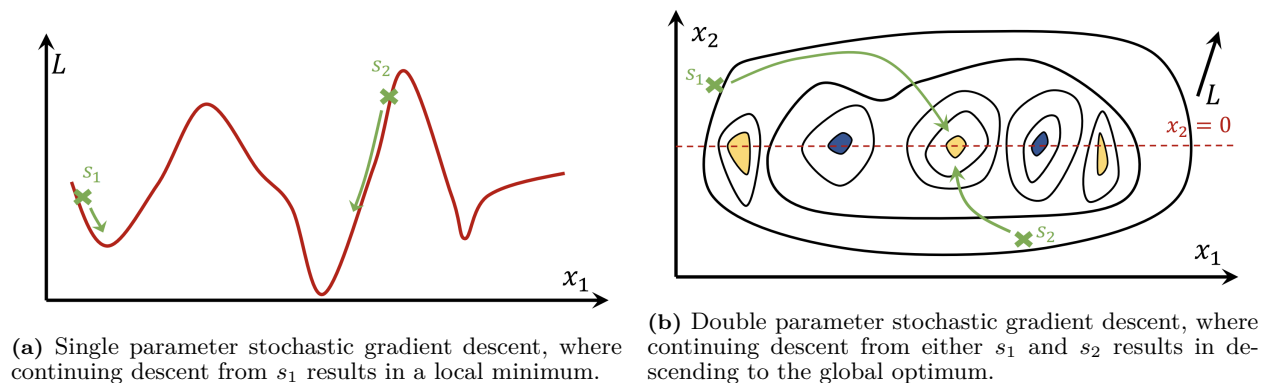 L
s₁
s₂
x₁
(a) Single parameter stochastic gradient descent, where
continuing descent from s₁ results in a local minimum.
x₂
s₁
L
x₂ = 0
s₂
x₁
(b) Double parameter stochastic gradient descent, where
continuing descent from either s₁ and s₂ results in de-
scending to the global optimum.